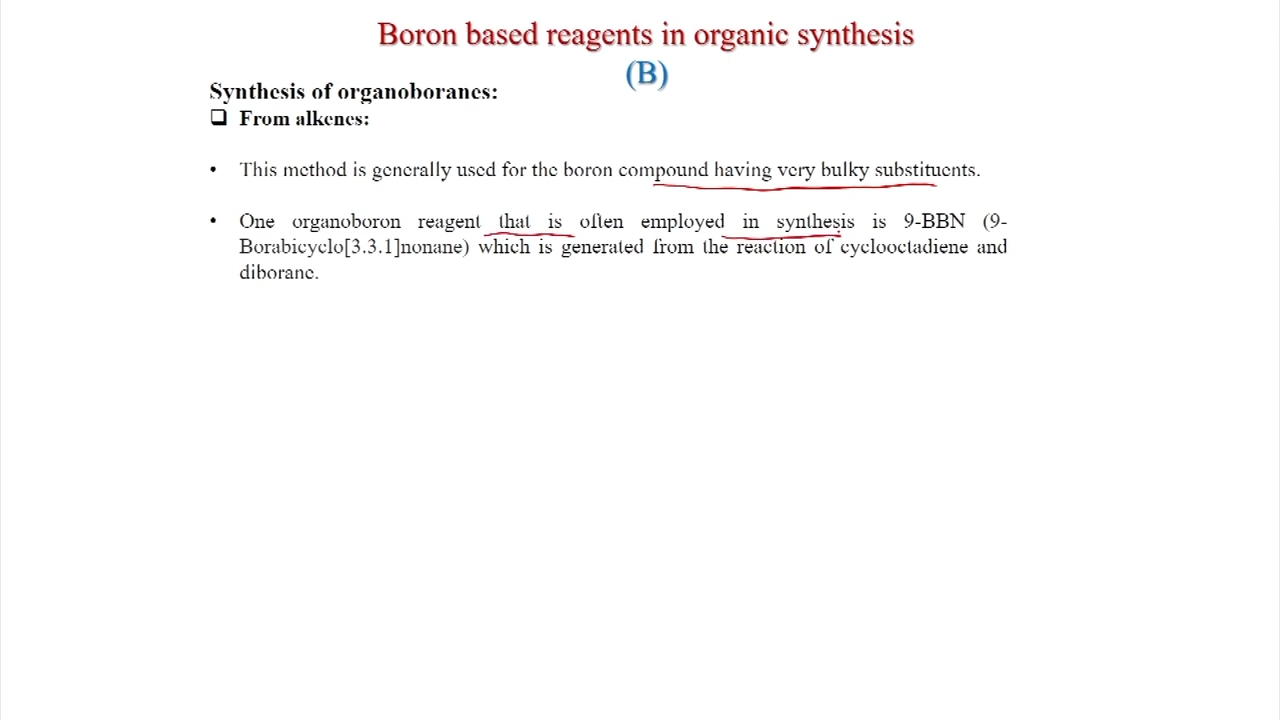 Boron based reagents in organic synthesis
(B)
Synthesis of organoboranes:
❑ From alkenes:
• This method is generally used for the boron compound having very bulky substituents.
• One organoboron reagent that is often employed in synthesis is 9-BBN (9-
Borabicyclo[3.3.1]nonane) which is generated from the reaction of cyclooctadiene and
diborane.